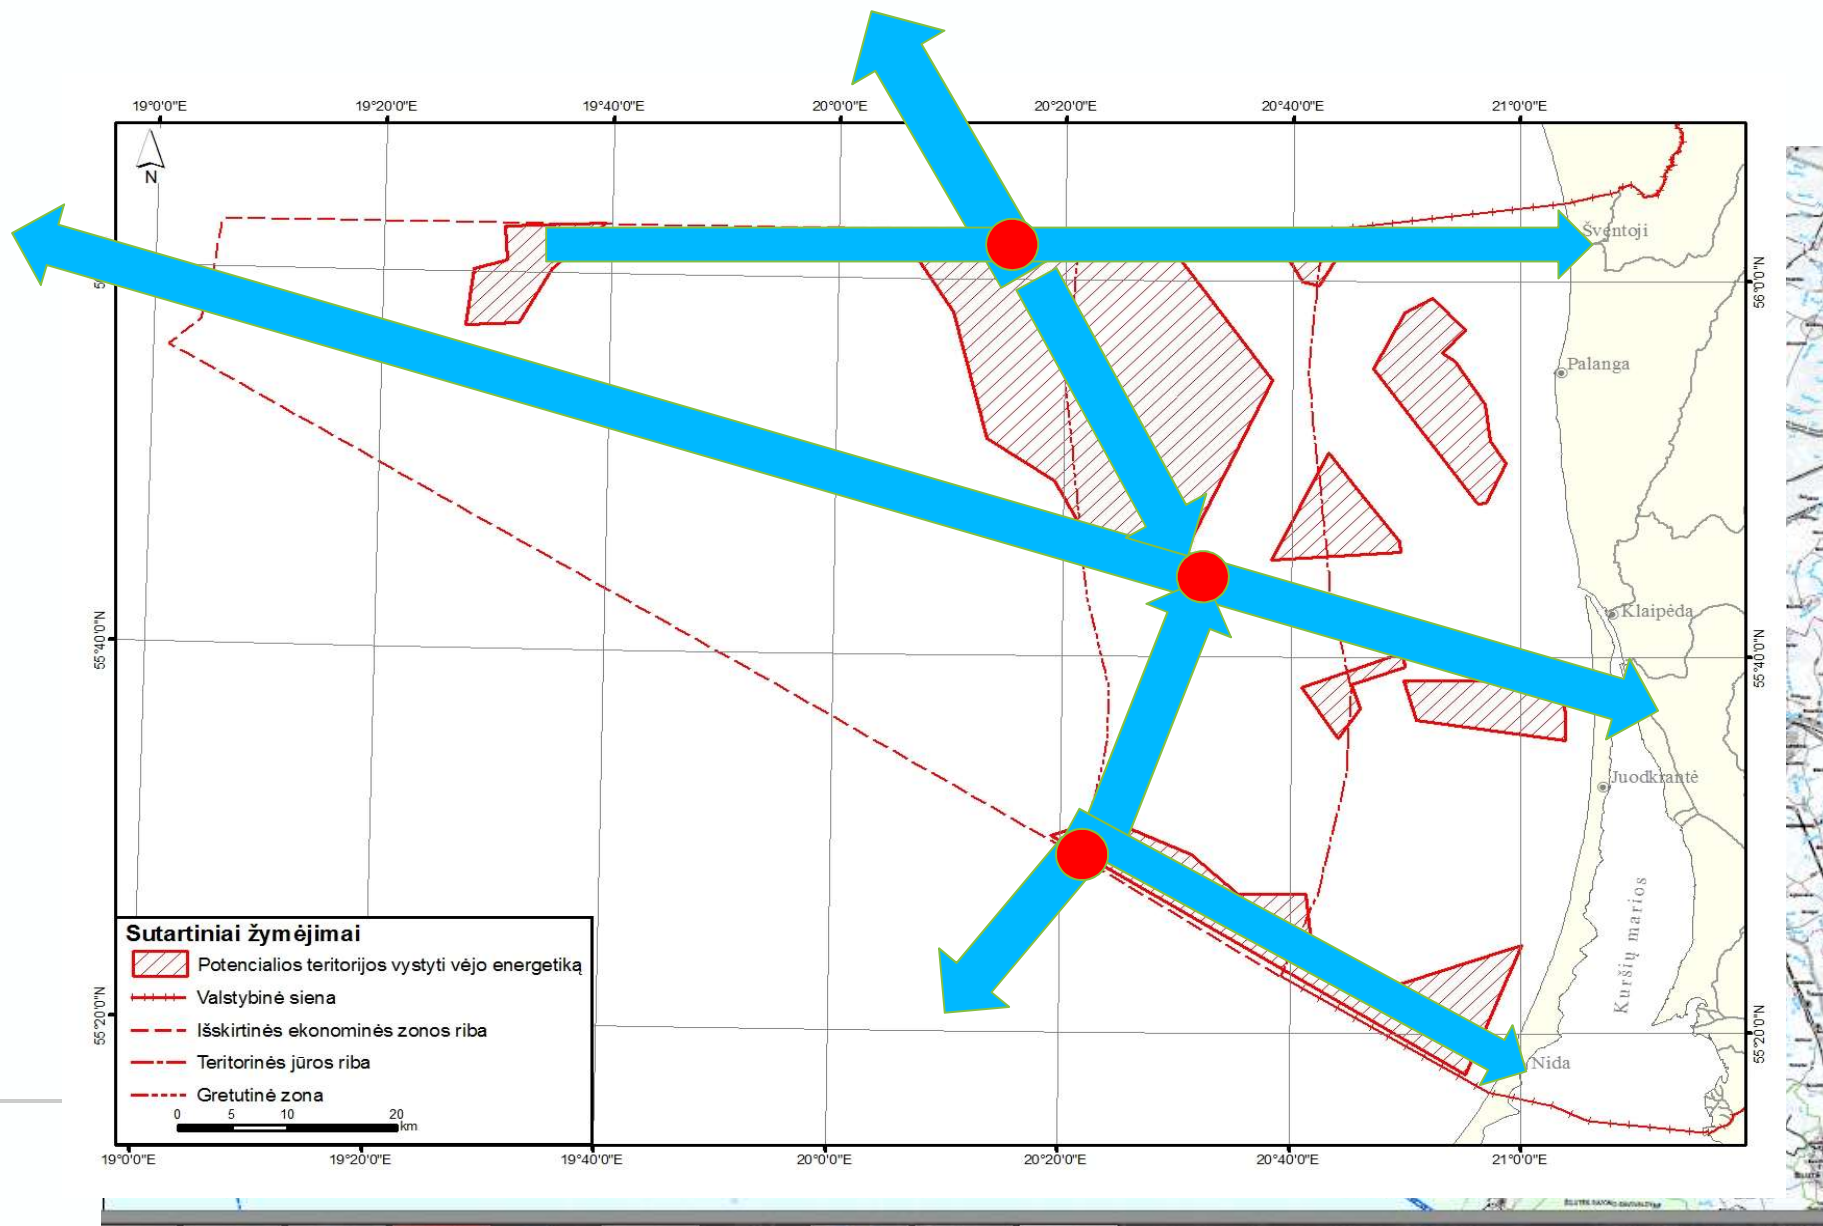 19°0'0"E 19°20'0"E 19°40'0"E 20°0'0"E 20°20'0"E 20°40'0"E 21°0'0"E
N
Šventoji
56°0'0"N
Palanga
Klaipėda
55°40'0"N
55°40'0"N
Juodkrantė
Kuršių marios
Sutartiniai žymėjimai
Potencialios teritorijos vystyti vėjo energetiką
Valstybinė siena
Išskirtinės ekonominės zonos riba
Teritorinės jūros riba
Gretutinė zona
0 5 10 20
km
55°20'0"N
55°20'0"N
Nida
19°0'0"E 19°20'0"E 19°40'0"E 20°0'0"E 20°20'0"E 20°40'0"E 21°0'0"E